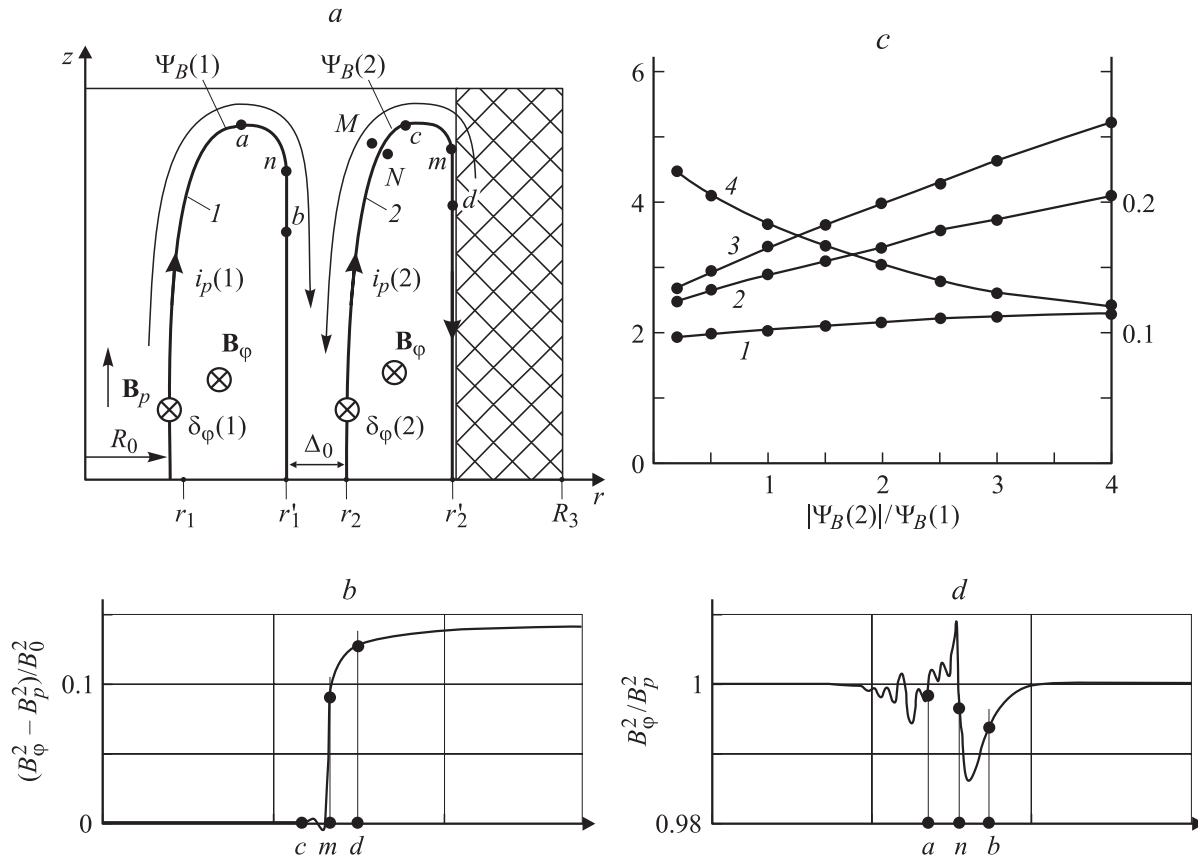 a
z
Ψ_B(1)
Ψ_B(2)
M
a
n
N
c
m
1
b
2
d
i_p(1)
i_p(2)
B_φ
B_φ
B_p
δ_φ(1)
δ_φ(2)
R_0
Δ_0
r
r_1
r'_1
r_2
r'_2
R_3
c
6
4
4
0.2
3
2
2
1
0.1
0
1
2
3
4
|Ψ_B(2)|/Ψ_B(1)
b
(B_φ^2 – B_p^2)/B_0^2
0.1
0
c m d
d
B_φ^2/B_p^2
1
0.98
a n b